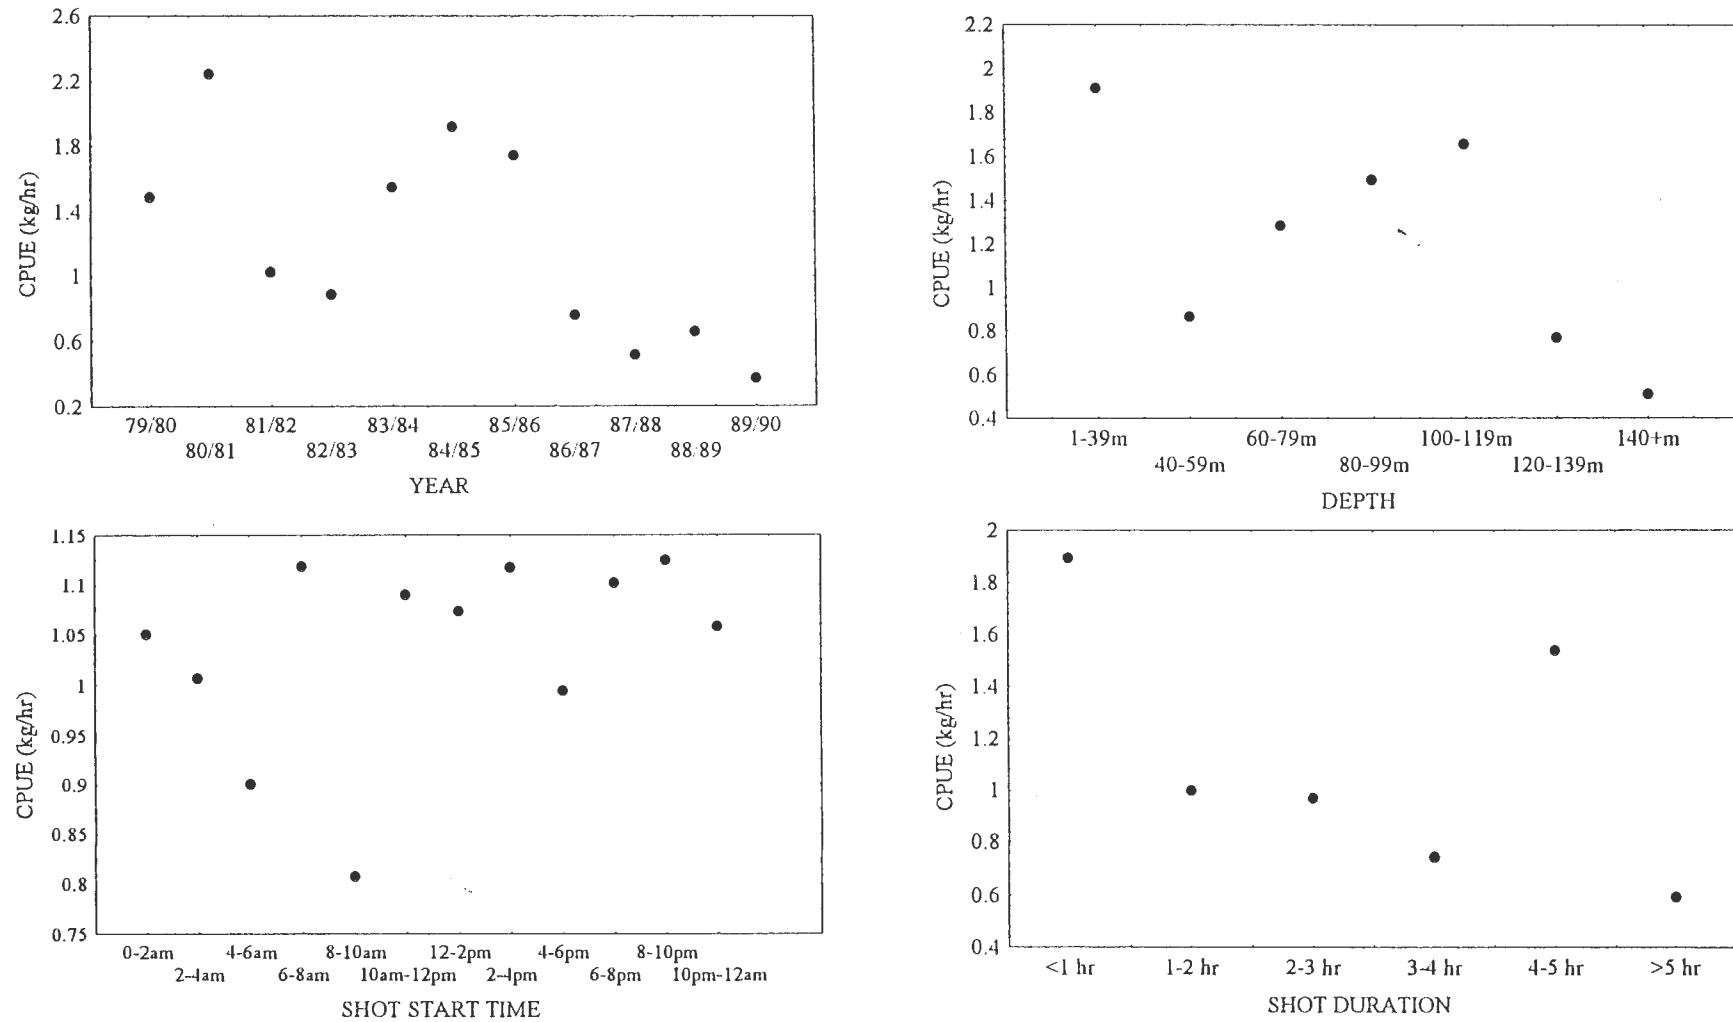 2.6
2.2
1.8
1.4
1
0.6
0.2
CPUE (kg/hr)
79/80 81/82 83/84 85/86 87/88 89/90
80/81 82/83 84/85 86/87 88/89
YEAR
2.2
2
1.8
1.6
1.4
1.2
1
0.8
0.6
0.4
CPUE (kg/hr)
1-39m 60-79m 100-119m 140+m
40-59m 80-99m 120-139m
DEPTH
1.15
1.1
1.05
1
0.95
0.9
0.85
0.8
0.75
CPUE (kg/hr)
0-2am 4-6am 8-10am 12-2pm 4-6pm 8-10pm
2-4am 6-8am 10am-12pm 2-4pm 6-8pm 10pm-12am
SHOT START TIME
2
1.8
1.6
1.4
1.2
1
0.8
0.6
0.4
CPUE (kg/hr)
<1 hr 1-2 hr 2-3 hr 3-4 hr 4-5 hr >5 hr
SHOT DURATION